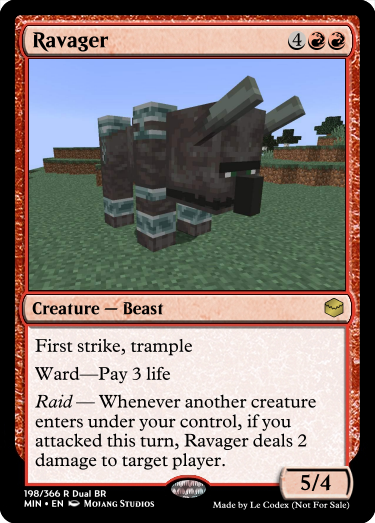 Ravager 4
Creature — Beast
First strike, trample
Ward—Pay 3 life
Raid — Whenever another creature
enters under your control, if you
attacked this turn, Ravager deals 2
damage to target player.
5/4
198/366 R Dual BR
MIN • EN Mojang Studios
Made by Le Codex (Not For Sale)